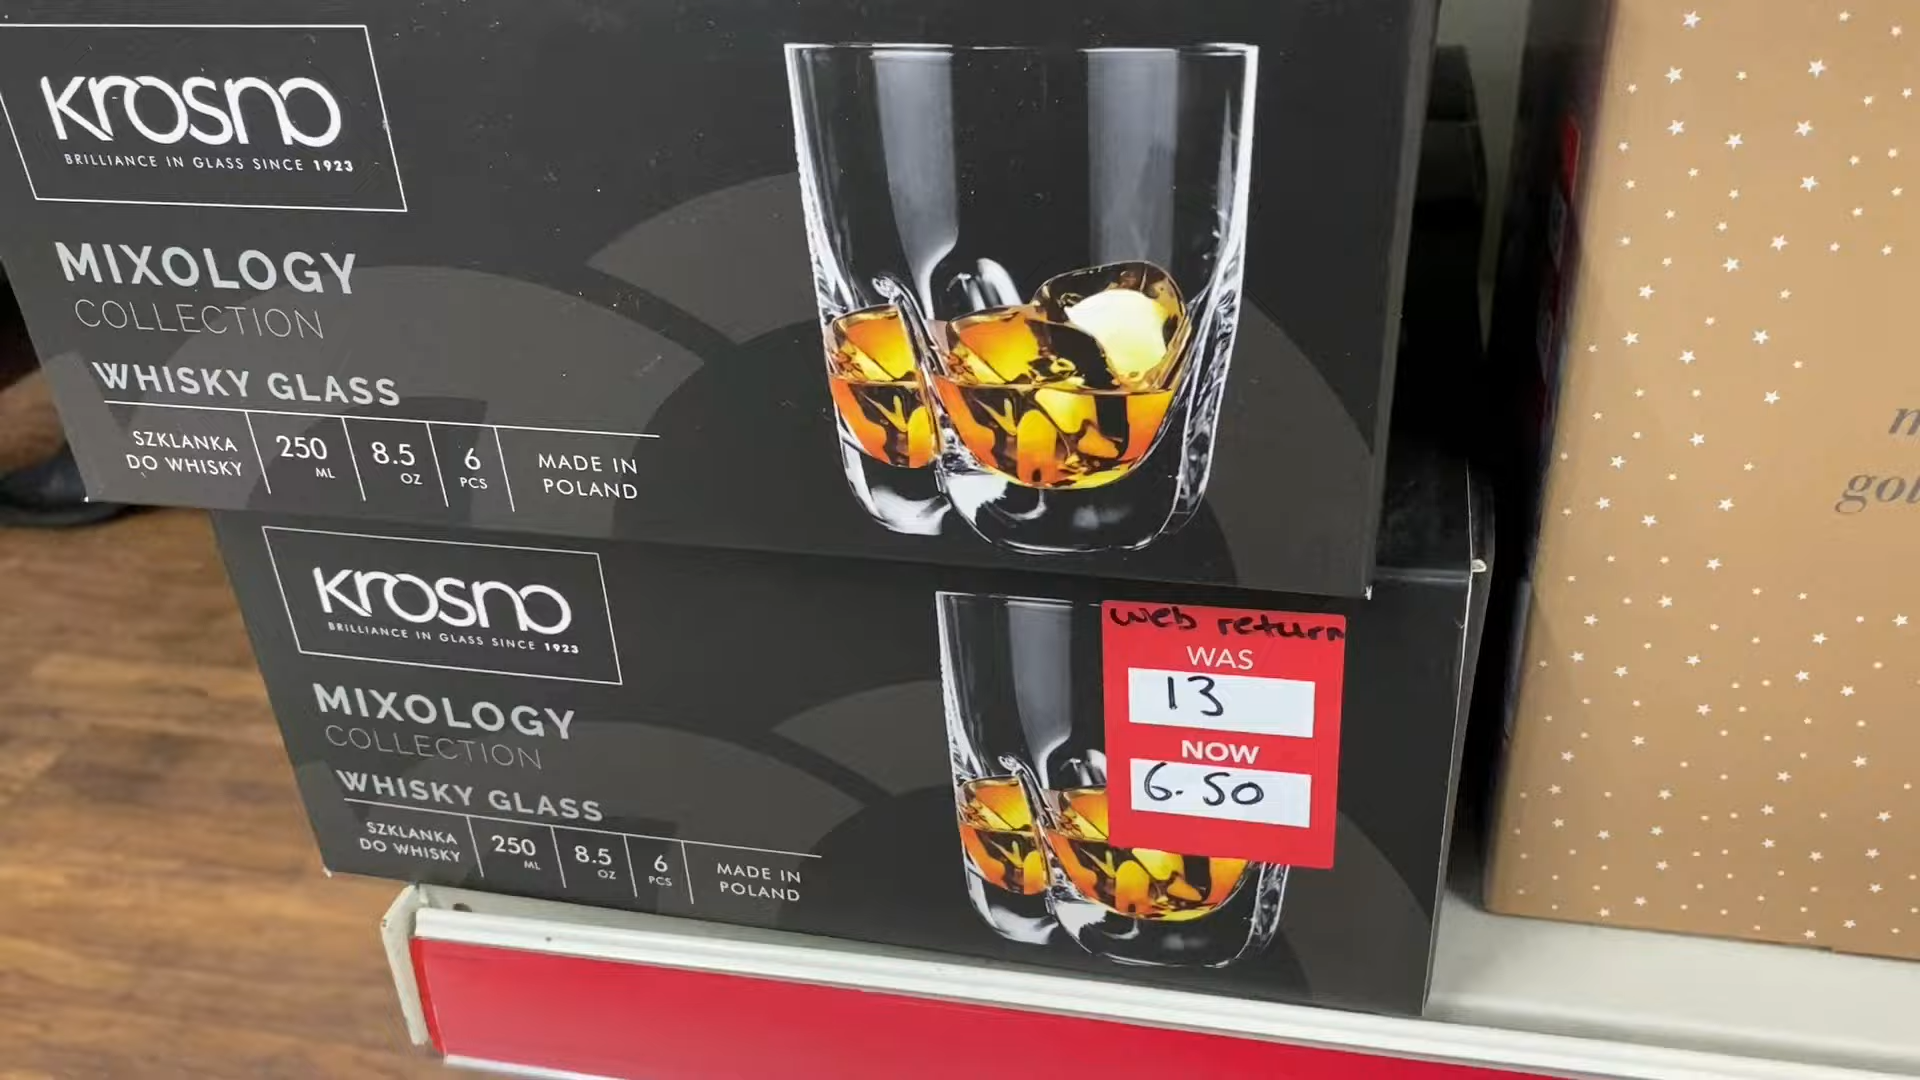 krosno
BRILLIANCE IN GLASS SINCE 1923
MIXOLOGY
COLLECTION
WHISKY GLASS
SZKLANKA
DO WHISKY
250
ML
8.5
OZ
6
PCS
MADE IN
POLAND
krosno
BRILLIANCE IN GLASS SINCE 1923
MIXOLOGY
COLLECTION
WHISKY GLASS
SZKLANKA
DO WHISKY
250
ML
8.5
OZ
6
PCS
MADE IN
POLAND
web return
WAS
13
NOW
6.50